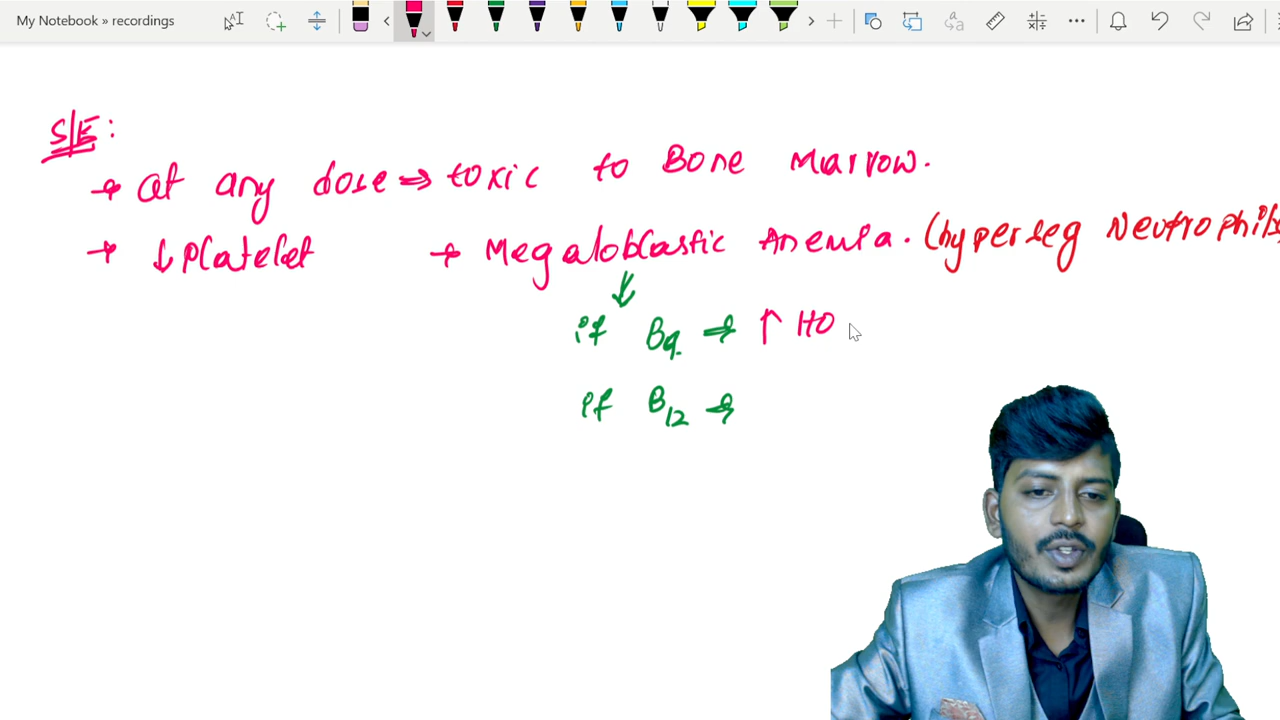 My Notebook » recordings
S/E:
→ at any dose ⇒ toxic to Bone Marrow.
→ ↓ Platelet → Megaloblastic Anemia. (hyperseg Neutrophils
↓
if B9. → ↑ HO
if B12 →